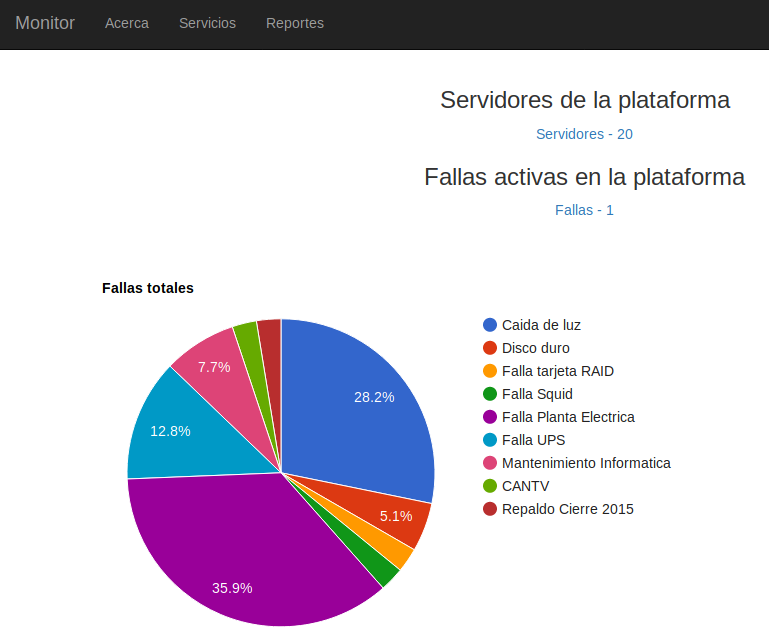 Monitor Acerca Servicios Reportes
Servidores de la plataforma
Servidores - 20
Fallas activas en la plataforma
Fallas - 1
Fallas totales
28.2%
5.1%
35.9%
12.8%
7.7%
Caida de luz
Disco duro
Falla tarjeta RAID
Falla Squid
Falla Planta Electrica
Falla UPS
Mantenimiento Informatica
CANTV
Repaldo Cierre 2015